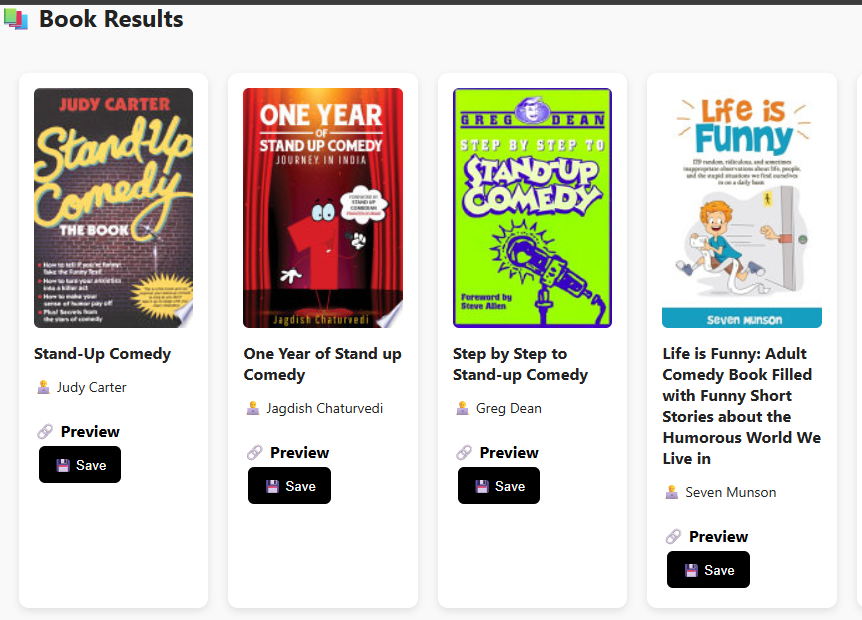 Book Results
JUDY CARTER
Stand-Up
Comedy
THE BOOK
How to tell if you're funny:
Take the Funny Test!
How to turn your anxieties
into a killer act
How to make your
sense of humor pay off
Plus! Secrets from
the stars of comedy
Stand-Up Comedy
Judy Carter
Preview
Save
ONE YEAR
OF
STAND UP COMEDY
JOURNEY IN INDIA
FOREWORD BY
STAND UP
COMEDIAN
1
Jagdish Chaturvedi
One Year of Stand up
Comedy
Jagdish Chaturvedi
Preview
Save
GREG DEAN
STEP BY STEP TO
STAND-UP
COMEDY
Foreword by
Steve Allen
Step by Step to
Stand-up Comedy
Greg Dean
Preview
Save
Life is
Funny
179 random, ridiculous, and sometimes
inappropriate observations about life, people,
and the stupid situations we find ourselves
in on a daily basis
Seven Munson
Life is Funny: Adult
Comedy Book Filled
with Funny Short
Stories about the
Humorous World We
Live in
Seven Munson
Preview
Save